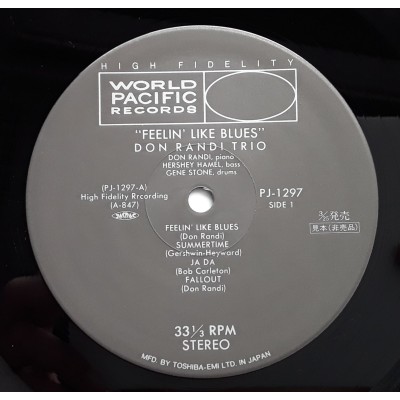 HIGH FIDELITY
WORLD
PACIFIC
RECORDS
"FEELIN' LIKE BLUES"
DON RANDI TRIO
DON RANDI, piano
HERSHEY HAMEL, bass
GENE STONE, drums
(PJ-1297-A)
High Fidelity Rrcording
(A-847)
PJ-1297
SIDE 1
発売
見本(非売品)
FEELIN' LIKE BLUES
(Don Randi)
SUMMERTIME
(Gershwin-Heyward)
JA DA
(Bob Carleton)
FALLOUT
(Don Randi)
33⅓ RPM
STEREO
MFD. BY TOSHIBA-EMI LTD. IN JAPAN